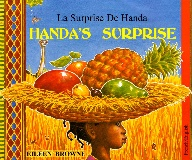 La Surprise De Handa
HANDA'S SURPRISE
EILEEN BROWNE